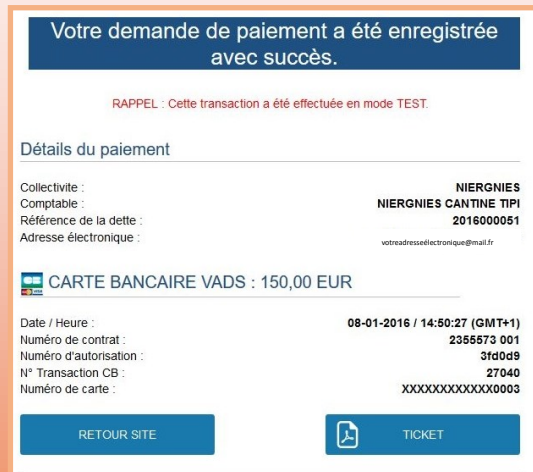 Votre demande de paiement a été enregistrée
avec succès.
RAPPEL : Cette transaction a été effectuée en mode TEST.
Détails du paiement
Collectivite : NIERGNIES
Comptable : NIERGNIES CANTINE TIPI
Référence de la dette : 2016000051
Adresse électronique : votreadresseélectronique@mail.fr
CARTE BANCAIRE VADS : 150,00 EUR
Date / Heure : 08-01-2016 / 14:50:27 (GMT+1)
Numéro de contrat : 2355573 001
Numéro d'autorisation : 3fd0d9
N° Transaction CB : 27040
Numéro de carte : XXXXXXXXXXXX0003
RETOUR SITE TICKET